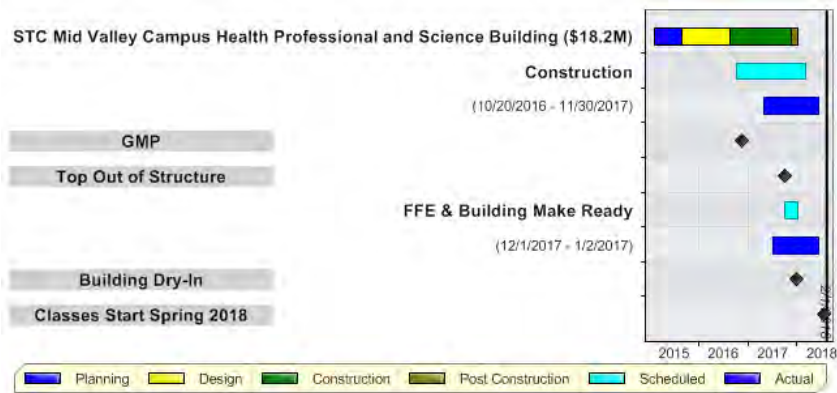 STC Mid Valley Campus Health Professional and Science Building ($18.2M)
Construction
(10/20/2016 - 11/30/2017)
GMP
Top Out of Structure
FFE & Building Make Ready
(12/1/2017 - 1/2/2017)
Building Dry-In
Classes Start Spring 2018
2015 2016 2017 2018
Planning Design Construction Post Construction Scheduled Actual